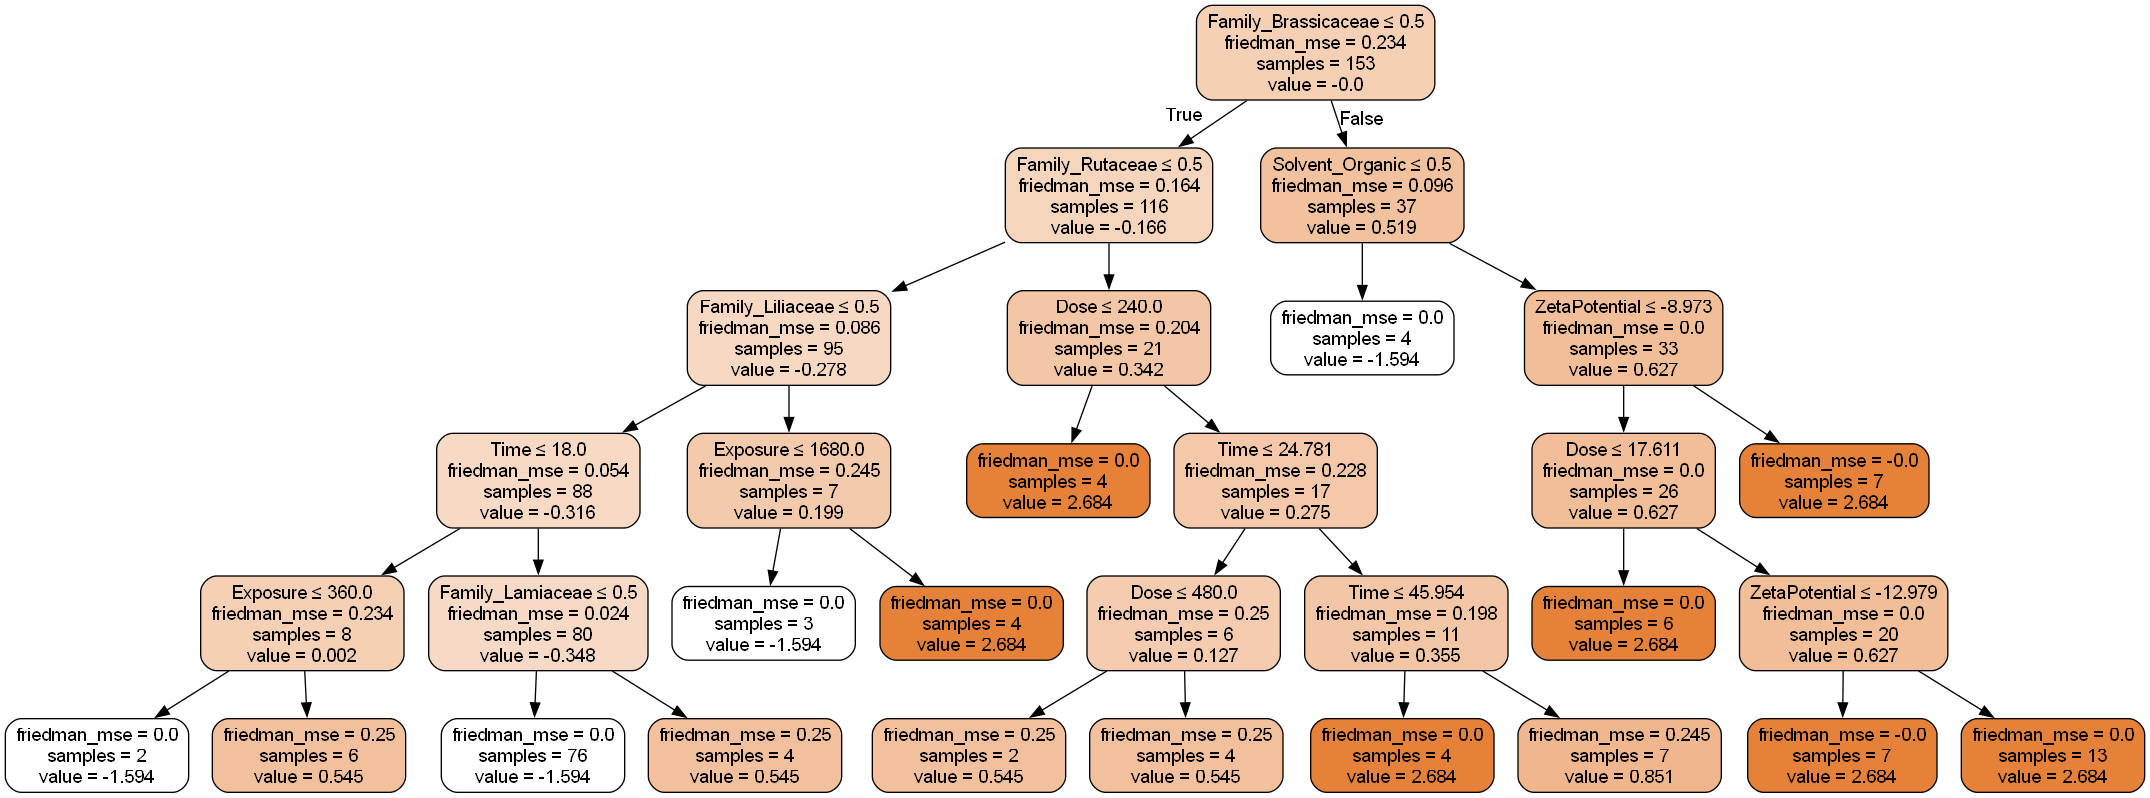 Family_Brassicaceae ≤ 0.5
friedman_mse = 0.234
samples = 153
value = -0.0
True
False
Family_Rutaceae ≤ 0.5
friedman_mse = 0.164
samples = 116
value = -0.166
Solvent_Organic ≤ 0.5
friedman_mse = 0.096
samples = 37
value = 0.519
Family_Liliaceae ≤ 0.5
friedman_mse = 0.086
samples = 95
value = -0.278
Dose ≤ 240.0
friedman_mse = 0.204
samples = 21
value = 0.342
friedman_mse = 0.0
samples = 4
value = -1.594
ZetaPotential ≤ -8.973
friedman_mse = 0.0
samples = 33
value = 0.627
Time ≤ 18.0
friedman_mse = 0.054
samples = 88
value = -0.316
Exposure ≤ 1680.0
friedman_mse = 0.245
samples = 7
value = 0.199
friedman_mse = 0.0
samples = 4
value = 2.684
Time ≤ 24.781
friedman_mse = 0.228
samples = 17
value = 0.275
Dose ≤ 17.611
friedman_mse = 0.0
samples = 26
value = 0.627
friedman_mse = -0.0
samples = 7
value = 2.684
Exposure ≤ 360.0
friedman_mse = 0.234
samples = 8
value = 0.002
Family_Lamiaceae ≤ 0.5
friedman_mse = 0.024
samples = 80
value = -0.348
friedman_mse = 0.0
samples = 3
value = -1.594
friedman_mse = 0.0
samples = 4
value = 2.684
Dose ≤ 480.0
friedman_mse = 0.25
samples = 6
value = 0.127
Time ≤ 45.954
friedman_mse = 0.198
samples = 11
value = 0.355
friedman_mse = 0.0
samples = 6
value = 2.684
ZetaPotential ≤ -12.979
friedman_mse = 0.0
samples = 20
value = 0.627
friedman_mse = 0.0
samples = 2
value = -1.594
friedman_mse = 0.25
samples = 6
value = 0.545
friedman_mse = 0.0
samples = 76
value = -1.594
friedman_mse = 0.25
samples = 4
value = 0.545
friedman_mse = 0.25
samples = 2
value = 0.545
friedman_mse = 0.25
samples = 4
value = 0.545
friedman_mse = 0.0
samples = 4
value = 2.684
friedman_mse = 0.245
samples = 7
value = 0.851
friedman_mse = -0.0
samples = 7
value = 2.684
friedman_mse = 0.0
samples = 13
value = 2.684